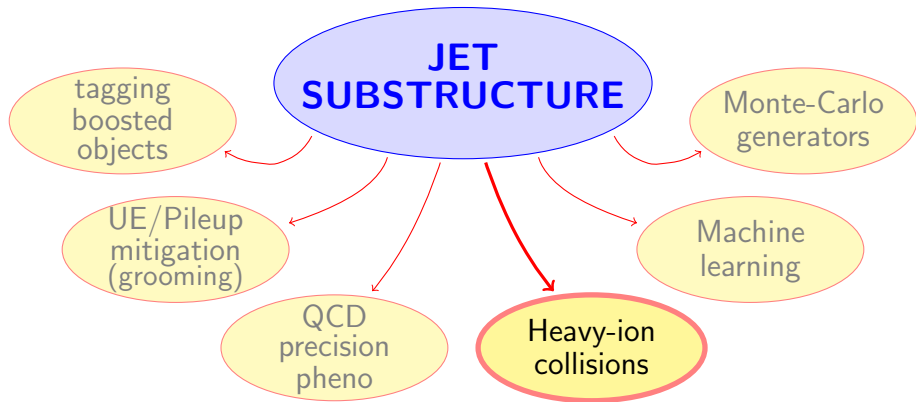 JET
SUBSTRUCTURE
tagging
boosted
objects
Monte-Carlo
generators
UE/Pileup
mitigation
(grooming)
Machine
learning
QCD
precision
pheno
Heavy-ion
collisions